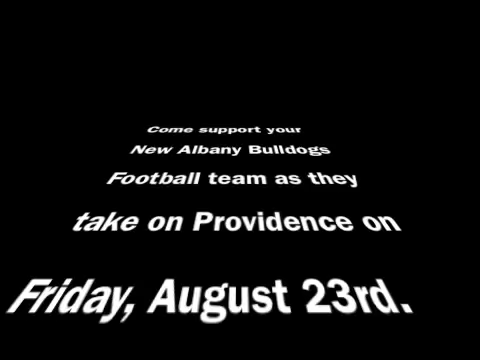 Come support your
New Albany Bulldogs
Football team as they
take on Providence on
Friday, August 23rd.